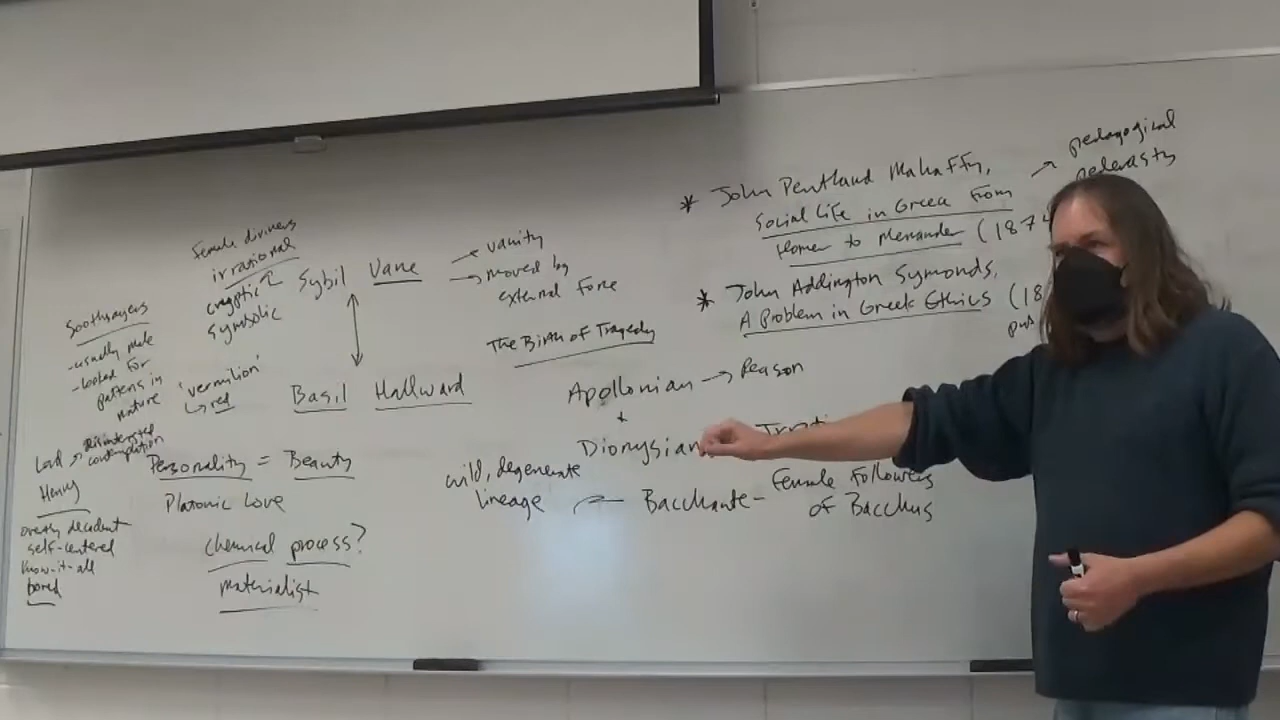 Female diviners
irrational
cryptic
symbolic
Sybil Vane
vanity
moved by
external force
Soothsayers
- usually male
- looked for
patterns in
nature
'vermilion'
red
Basil Hallward
The Birth of Tragedy
* John Pentland Mahaffy,
Social Life in Greece From
Homer to Menander (187
pedagogical
pederasty
* John Addington Symonds,
A Problem in Greek Ethics (18
Apollonian → Reason
+
Dionysian
Lord
Henry
disinterested
contemplation
overly decadent
self-centered
know-it-all
bored
Personality = Beauty
Platonic Love
chemical process?
materialist
wild, degenerate
lineage
Bacchante - Female Followers
of Bacchus